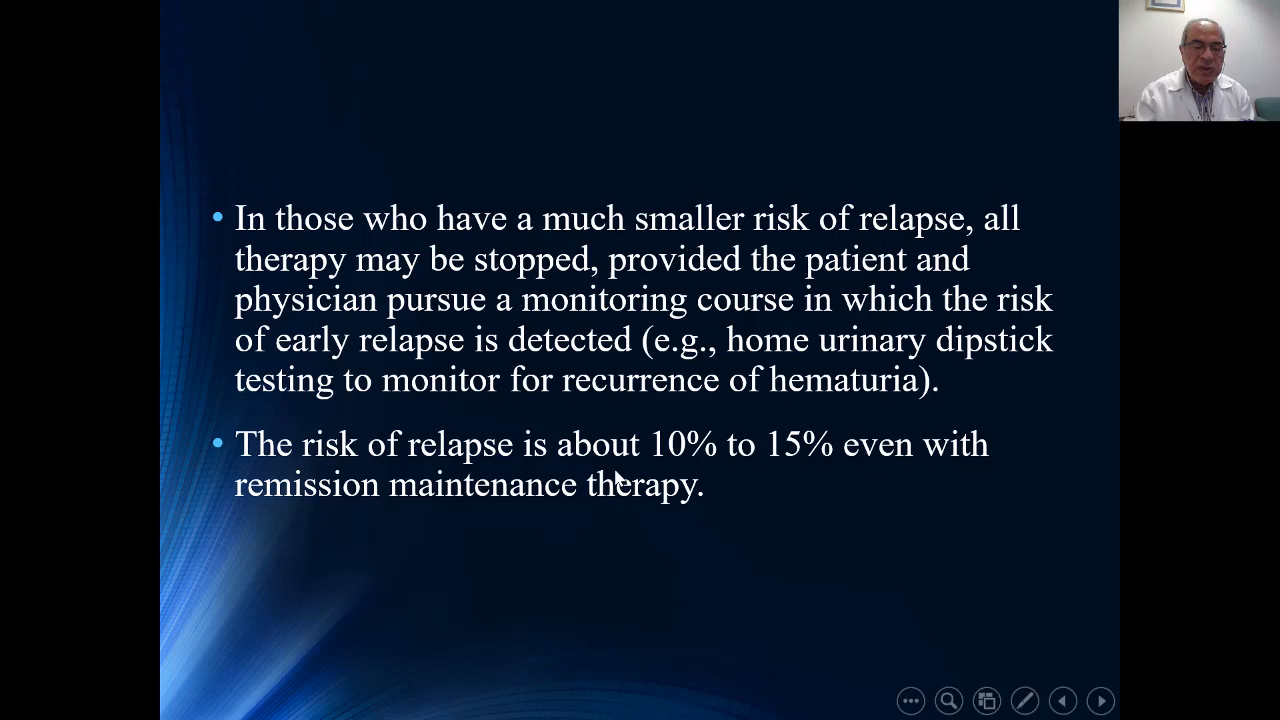 • In those who have a much smaller risk of relapse, all
therapy may be stopped, provided the patient and
physician pursue a monitoring course in which the risk
of early relapse is detected (e.g., home urinary dipstick
testing to monitor for recurrence of hematuria).
• The risk of relapse is about 10% to 15% even with
remission maintenance therapy.